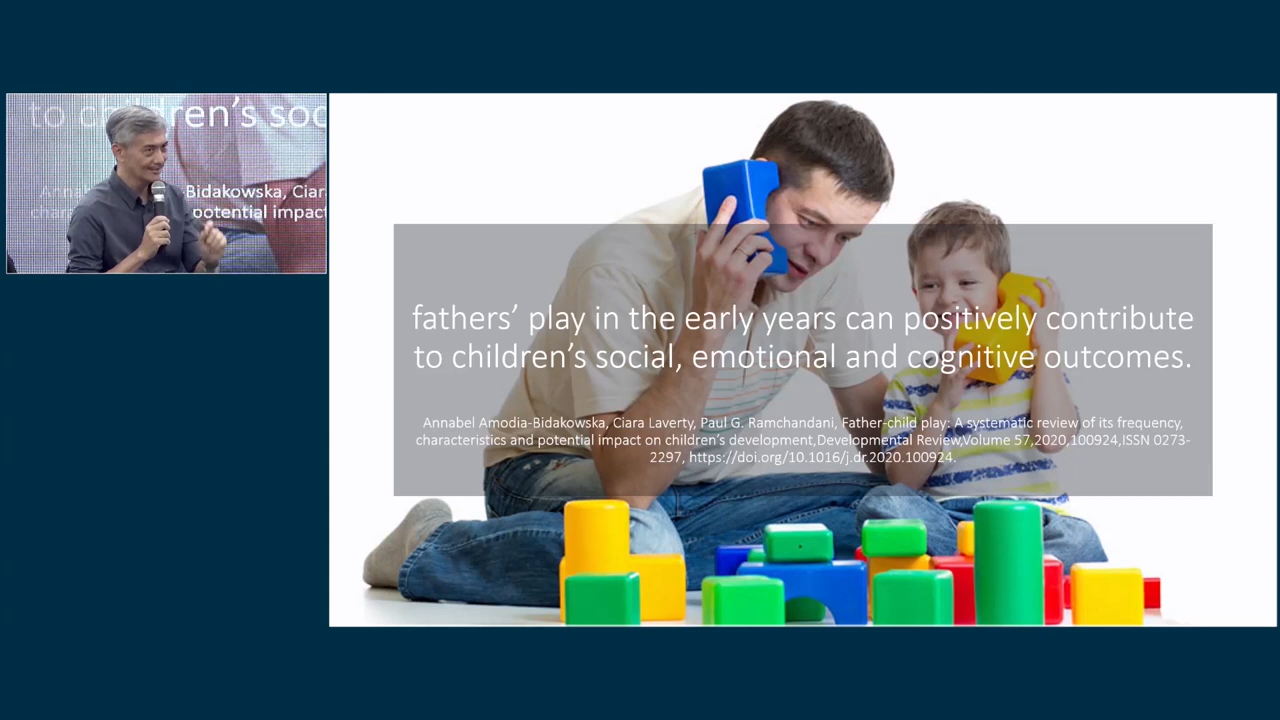 to children's soc
Annab Bidakowska, Ciar
chara potential impact
fathers' play in the early years can positively contribute
to children's social, emotional and cognitive outcomes.
Annabel Amodia-Bidakowska, Ciara Laverty, Paul G. Ramchandani, Father-child play: A systematic review of its frequency,
characteristics and potential impact on children's development,Developmental Review,Volume 57,2020,100924,ISSN 0273-
2297, https://doi.org/10.1016/j.dr.2020.100924.